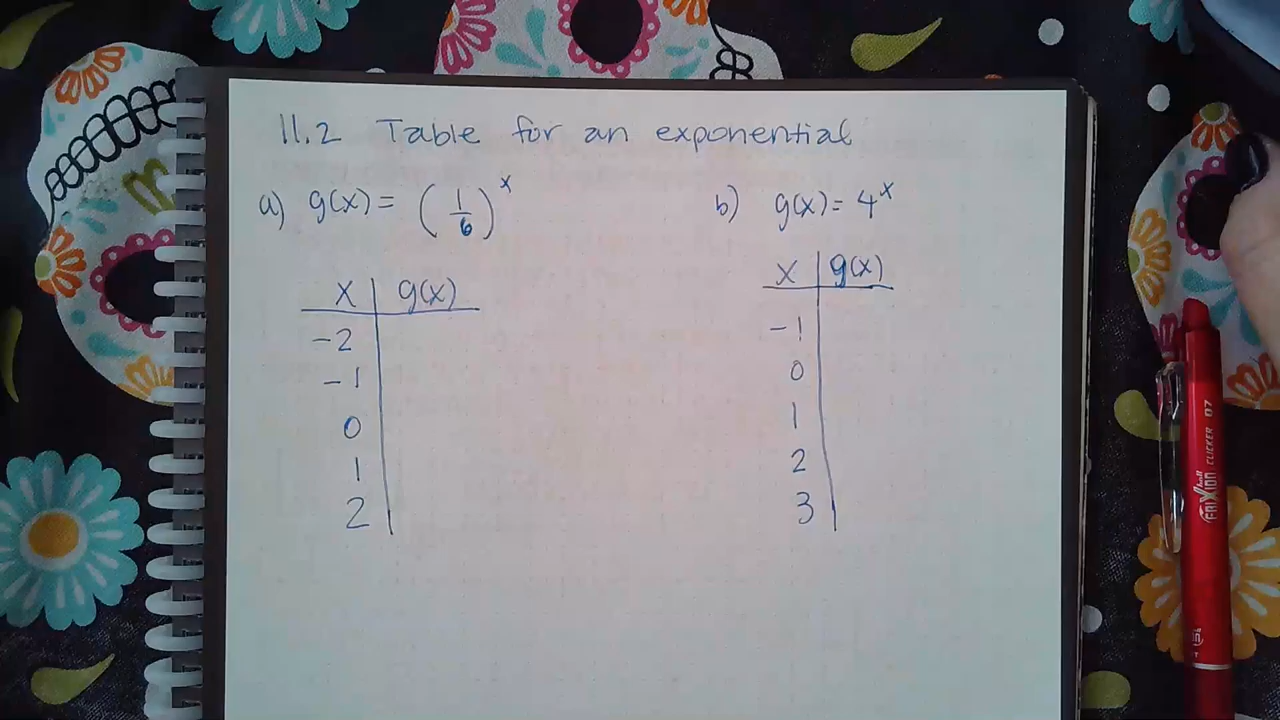 11.2 Table for an exponential
a) g(x) = (1/6)^x
x | g(x)
-2
-1
0
1
2
b) g(x) = 4^x
x | g(x)
-1
0
1
2
3
FRIXION ball CLICKER 07